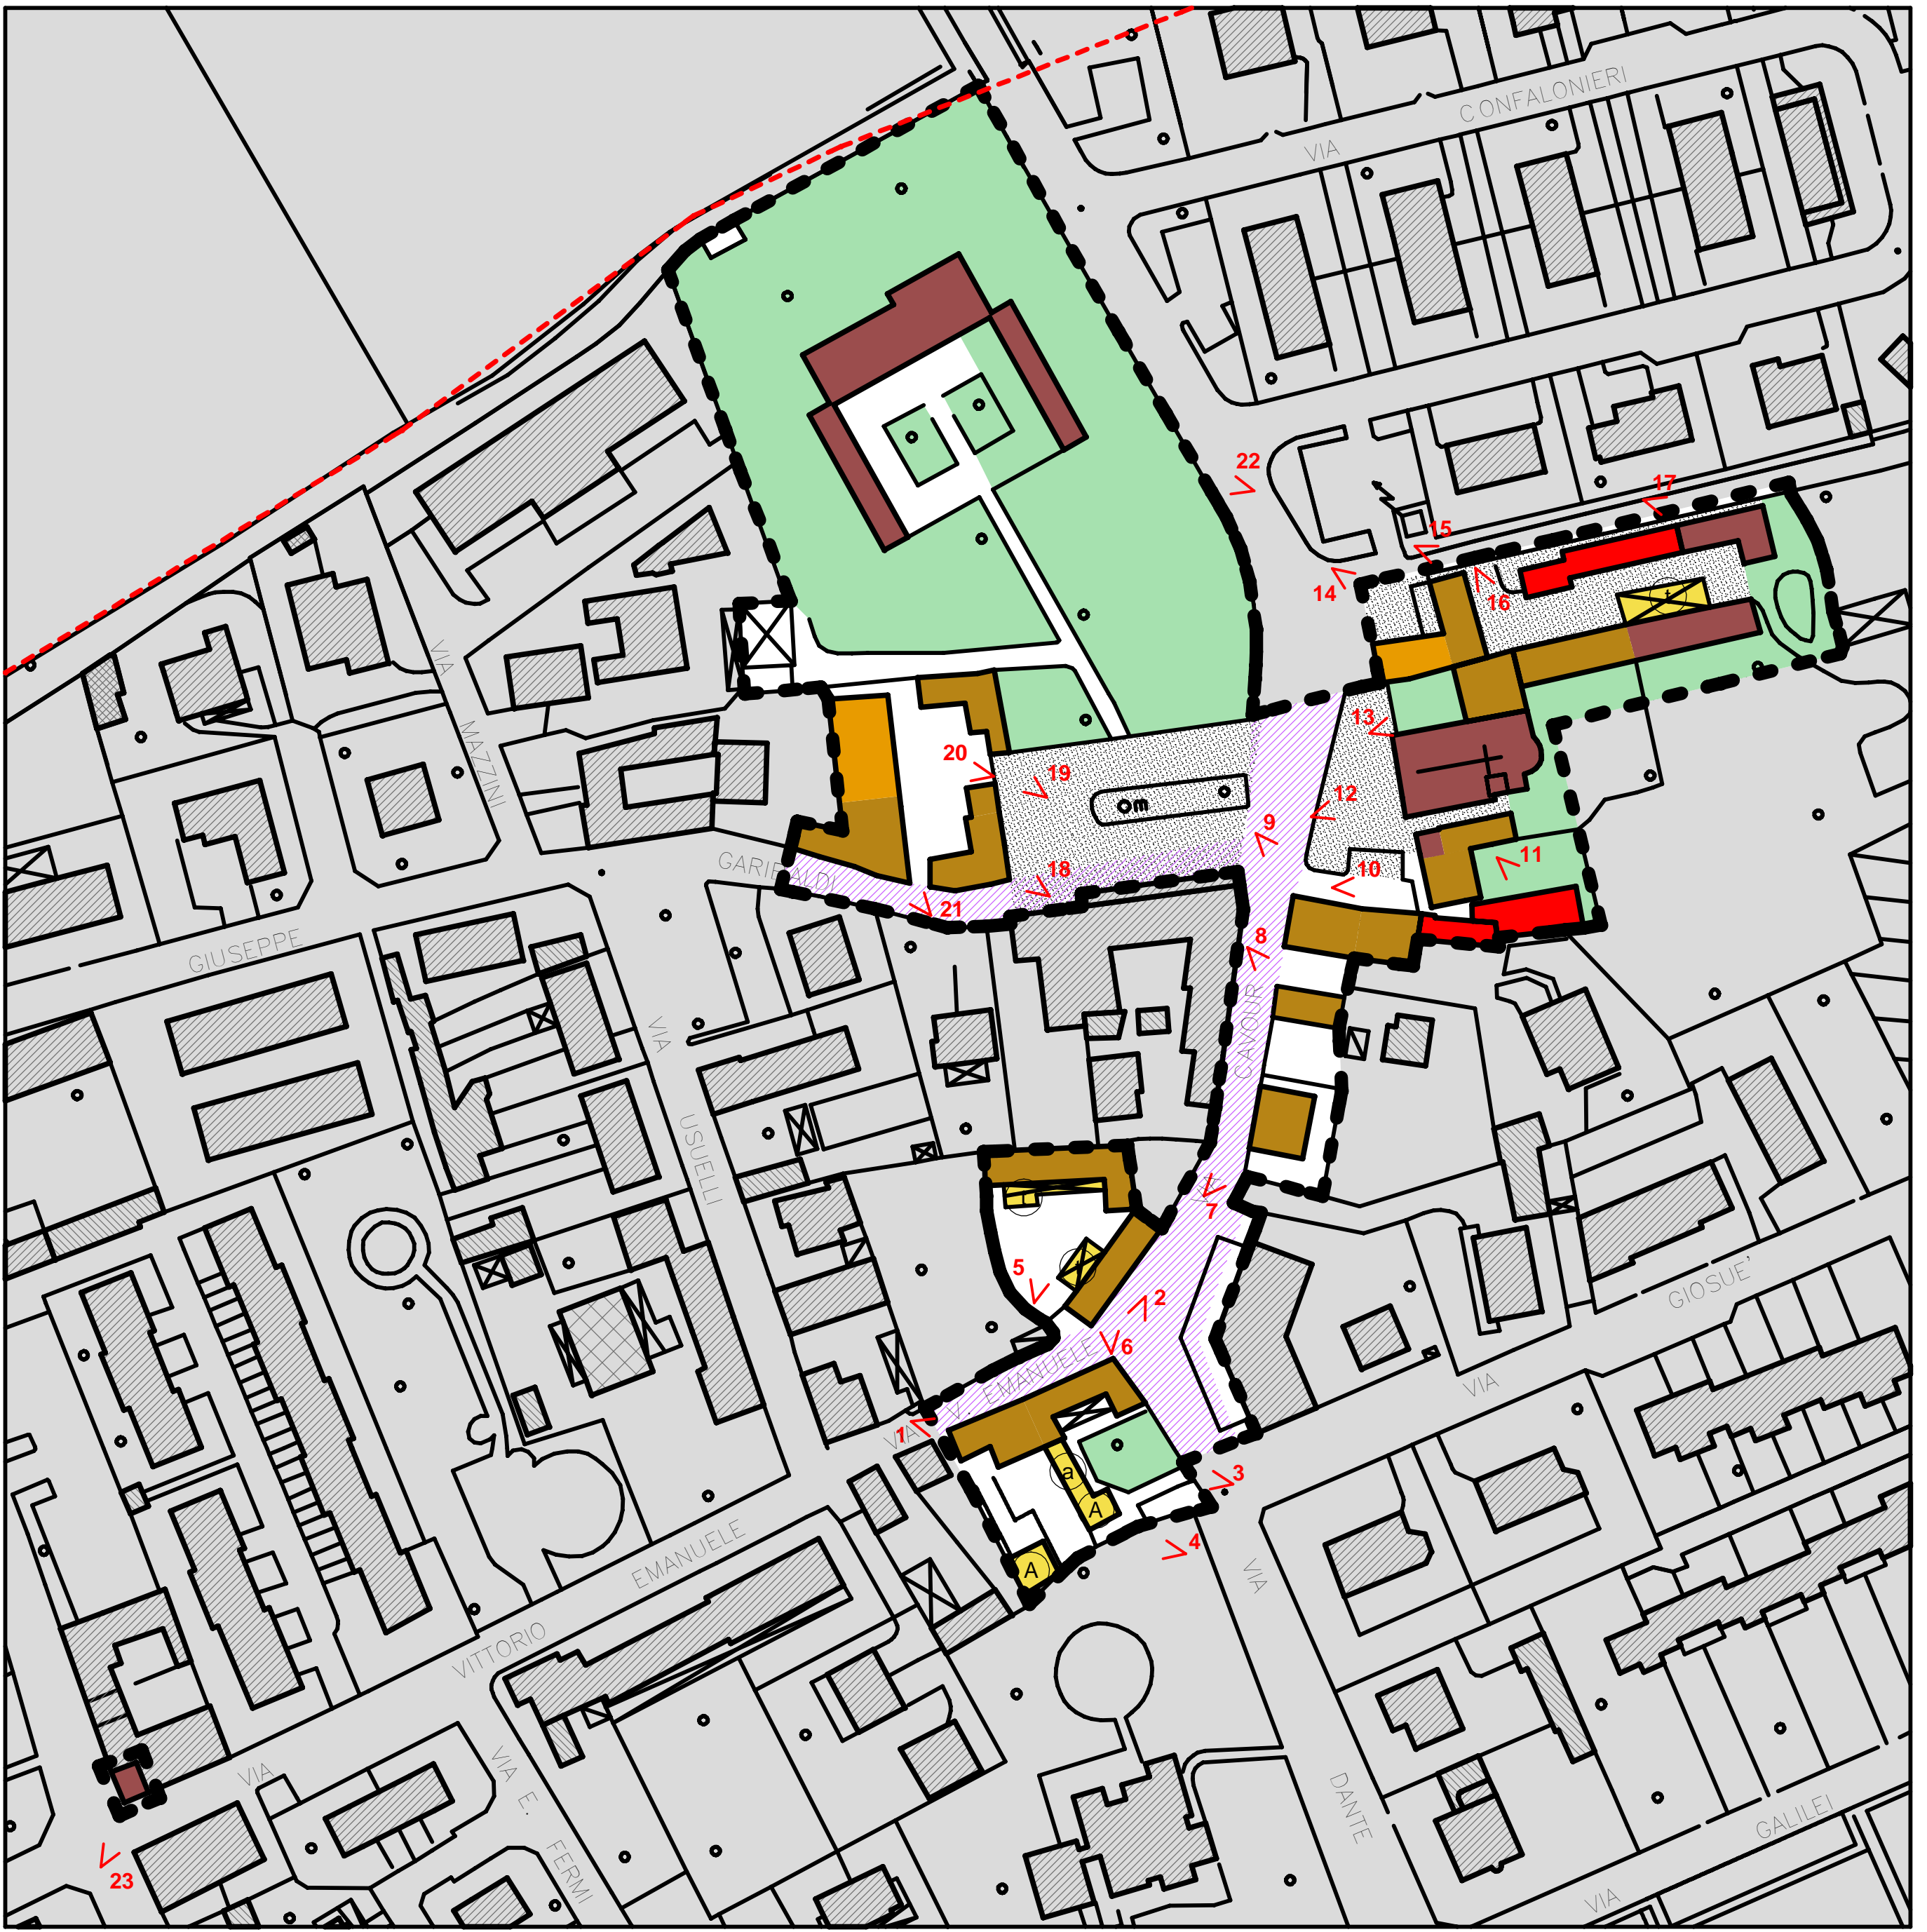 CONFALONIERI
VIA
22
17
15
14
16
t
VIA
MAZZINI
13
20
19
12
9
18
10
11
GARIBALDI
21
8
GIUSEPPE
CAVOUR
VIA
USUELLI
VIA
7
t
5
2
6
GIOSUE'
V. EMANUELE
VIA
1
VIA
a
3
A
4
A
EMANUELE
VIA
VITTORIO
VIA
VIA E.
FERMI
DANTE
GALILEI
23
VIA